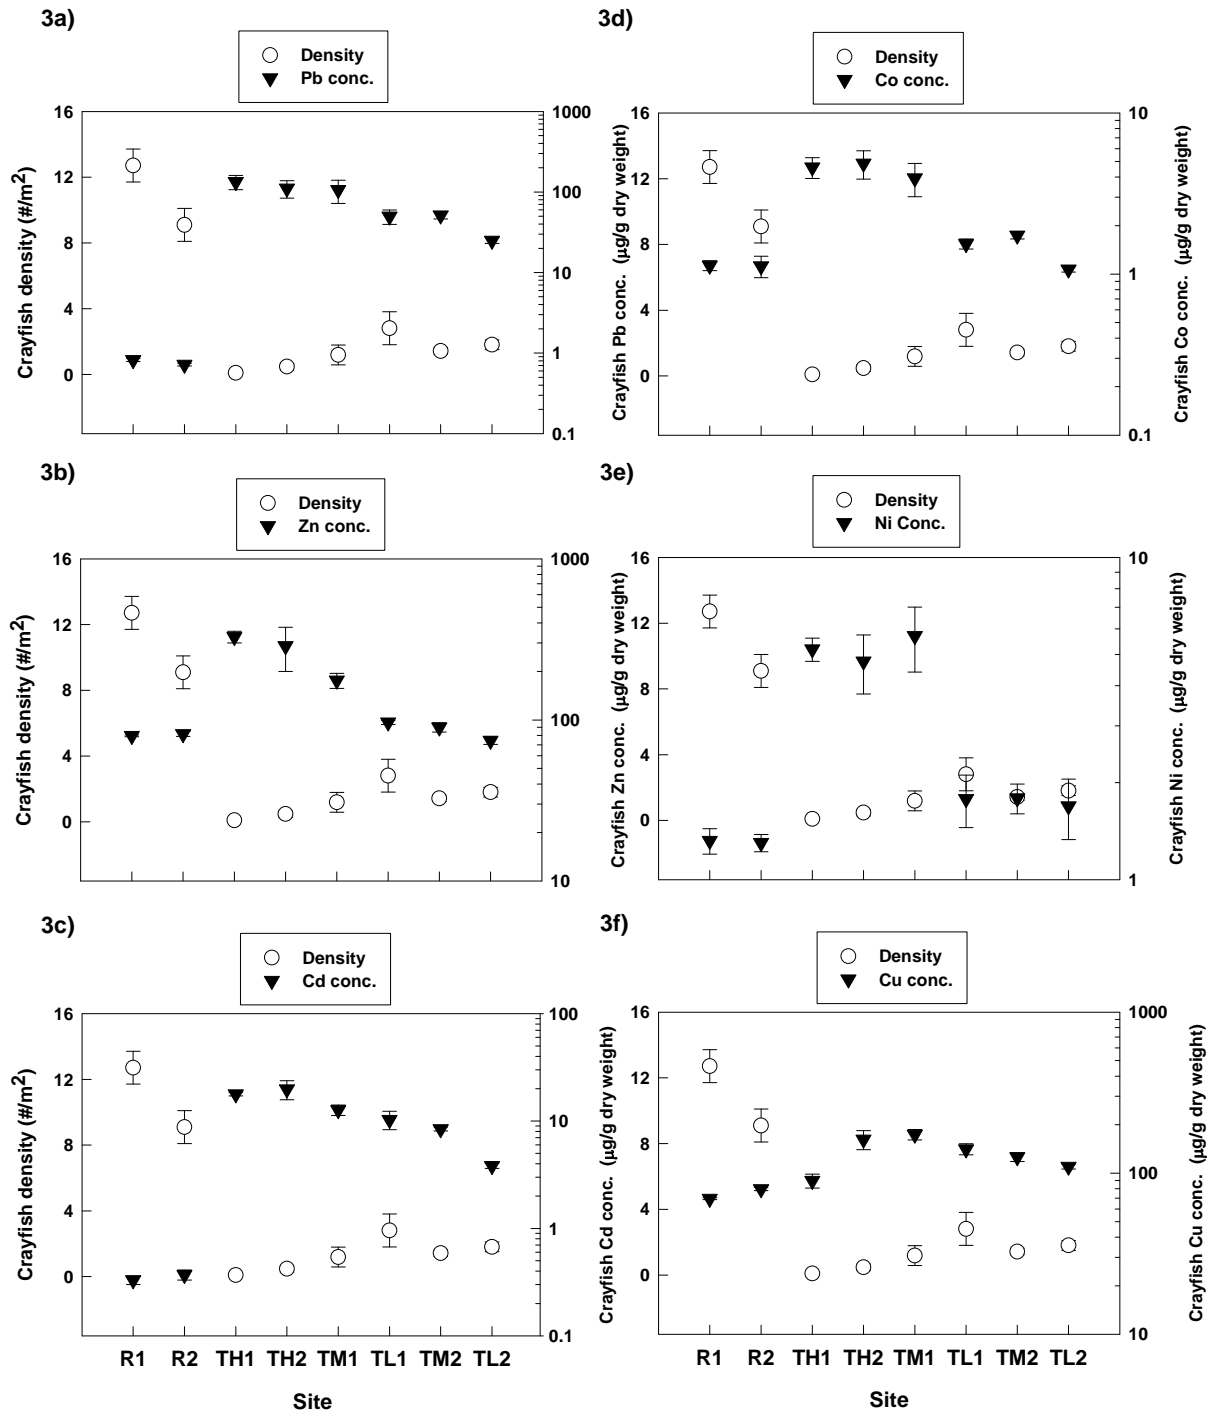 3a)
Density
Pb conc.
16
12
8
4
0
Crayfish density (#/m2)
1000
100
10
1
0.1
Crayfish Pb conc. (µg/g dry weight)
3d)
Density
Co conc.
16
12
8
4
0
10
1
0.1
Crayfish Co conc. (µg/g dry weight)
3b)
Density
Zn conc.
16
12
8
4
0
Crayfish density (#/m2)
1000
100
10
Crayfish Zn conc. (µg/g dry weight)
3e)
Density
Ni Conc.
16
12
8
4
0
10
1
Crayfish Ni conc. (µg/g dry weight)
3c)
Density
Cd conc.
16
12
8
4
0
Crayfish density (#/m2)
100
10
1
0.1
Crayfish Cd conc. (µg/g dry weight)
R1 R2 TH1 TH2 TM1 TL1 TM2 TL2
Site
3f)
Density
Cu conc.
16
12
8
4
0
1000
100
10
Crayfish Cu conc. (µg/g dry weight)
R1 R2 TH1 TH2 TM1 TL1 TM2 TL2
Site